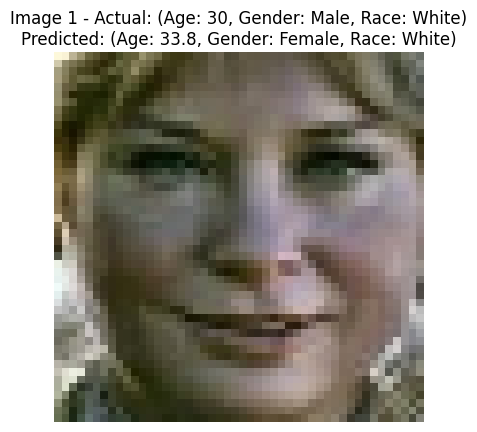 Image 1 - Actual: (Age: 30, Gender: Male, Race: White)
Predicted: (Age: 33.8, Gender: Female, Race: White)